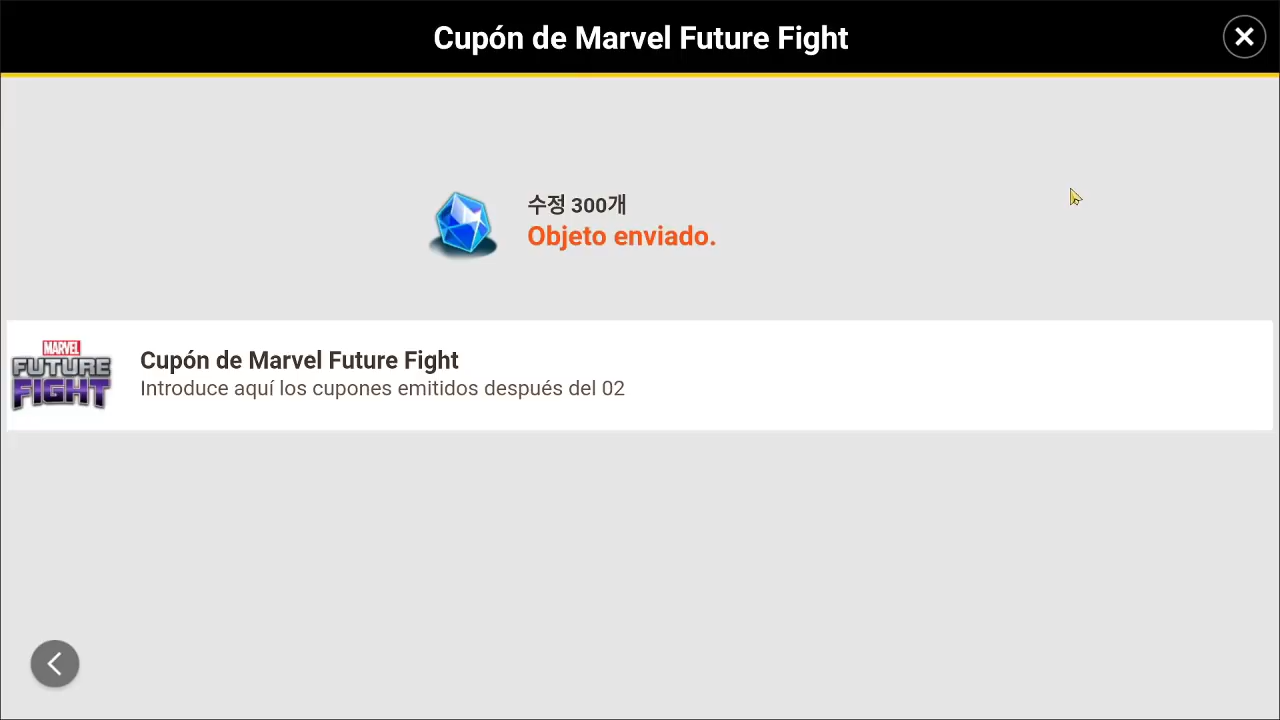 Cupón de Marvel Future Fight
수정 300개
Objeto enviado.
MARVEL
FUTURE
FIGHT
Cupón de Marvel Future Fight
Introduce aquí los cupones emitidos después del 02